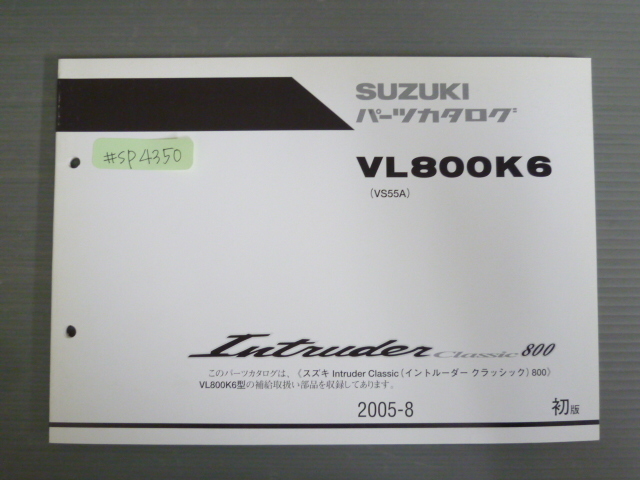 SUZUKI
パーツカタログ
#SP4350
VL800K6
(VS55A)
Intruder Classic 800
このパーツカタログは、《スズキ Intruder Classic(イントルーダー クラッシック)800》
VL800K6型の補給取扱い部品を収録してあります。
2005-8
初版